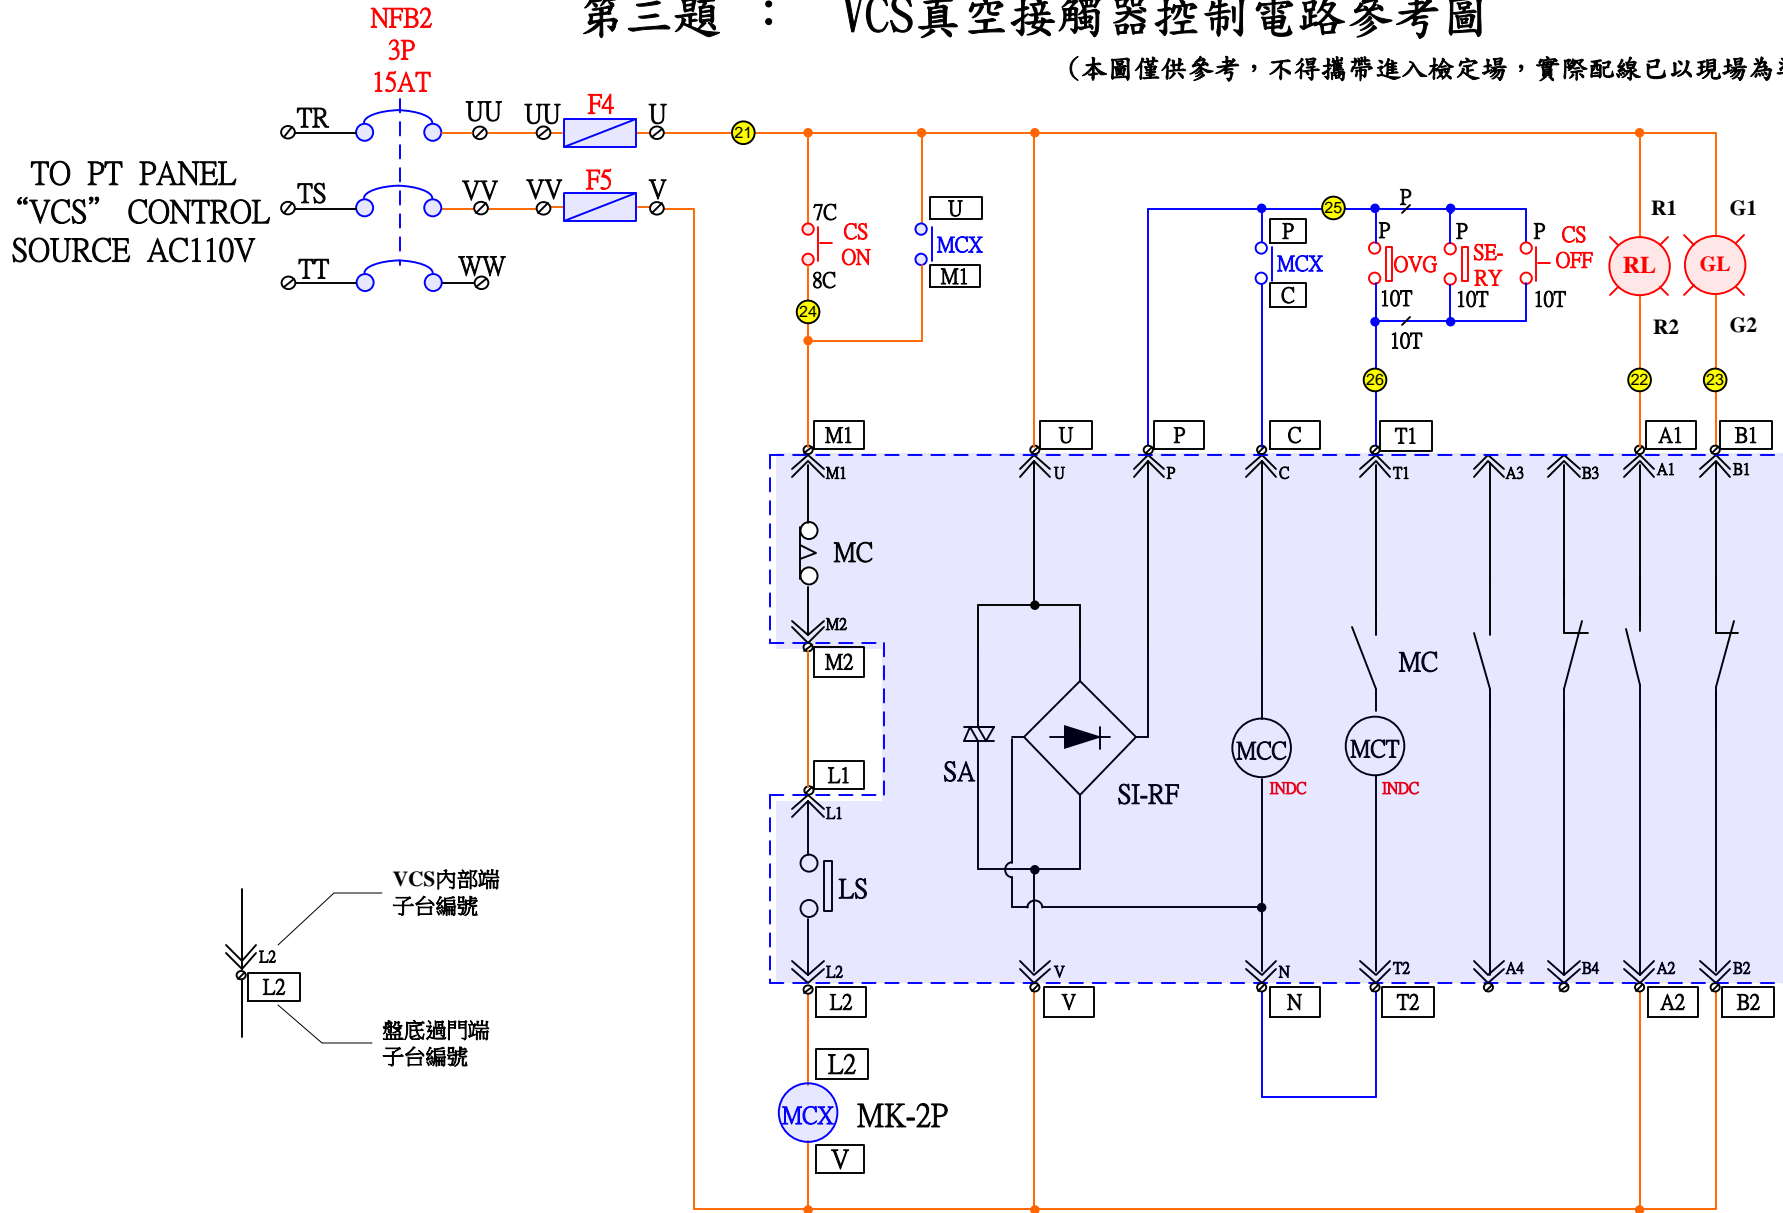 第三題 ： VCS真空接觸器控制電路參考圖
(本圖僅供參考，不得攜帶進入檢定場，實際配線已以現場為
NFB2
3P
15AT
TR
UU
UU
F4
U
21
TO PT PANEL
“VCS” CONTROL
SOURCE AC110V
TS
VV
VV
F5
V
TT
WW
7C
CS
ON
8C
24
U
MCX
M1
25
P
P
MCX
C
P
OVG
10T
P
SE-
RY
10T
P
CS
OFF
10T
10T
26
R1
RL
R2
22
G1
GL
G2
23
M1
U
P
C
T1
A1
B1
M1
U
P
C
T1
A3
B3
A1
B1
MC
M2
M2
MC
L1
L1
SA
SI-RF
MCC
INDC
MCT
INDC
LS
L2
V
N
T2
A4
B4
A2
B2
L2
V
N
T2
A2
B2
L2
MCX
MK-2P
V
VCS內部端
子台編號
L2
L2
盤底過門端
子台編號